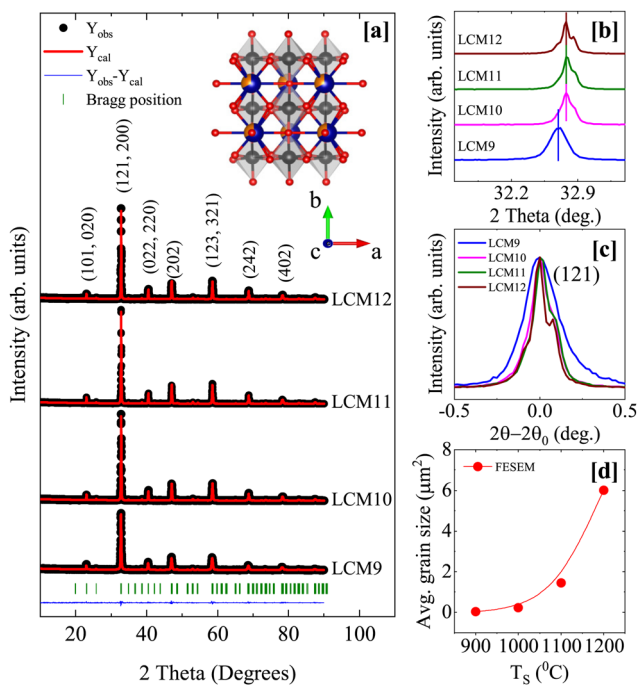 [a]
Y_obs
Y_cal
Y_obs-Y_cal
Bragg position
b
c
a
(101, 020)
(121, 200)
(022, 220)
(202)
(123, 321)
(242)
(402)
LCM12
LCM11
LCM10
LCM9
Intensity (arb. units)
20 40 60 80 100
2 Theta (Degrees)
[b]
LCM12
LCM11
LCM10
LCM9
Intensity (arb. units)
32.2 32.9
2 Theta (deg.)
[c]
LCM9
LCM10
LCM11
LCM12
(121)
Intensity (arb. units)
-0.5 0.0 0.5
2θ–2θ₀ (deg.)
[d]
FESEM
Avg. grain size (μm²)
8
6
4
2
0
900 1000 1100 1200
T_S (⁰C)